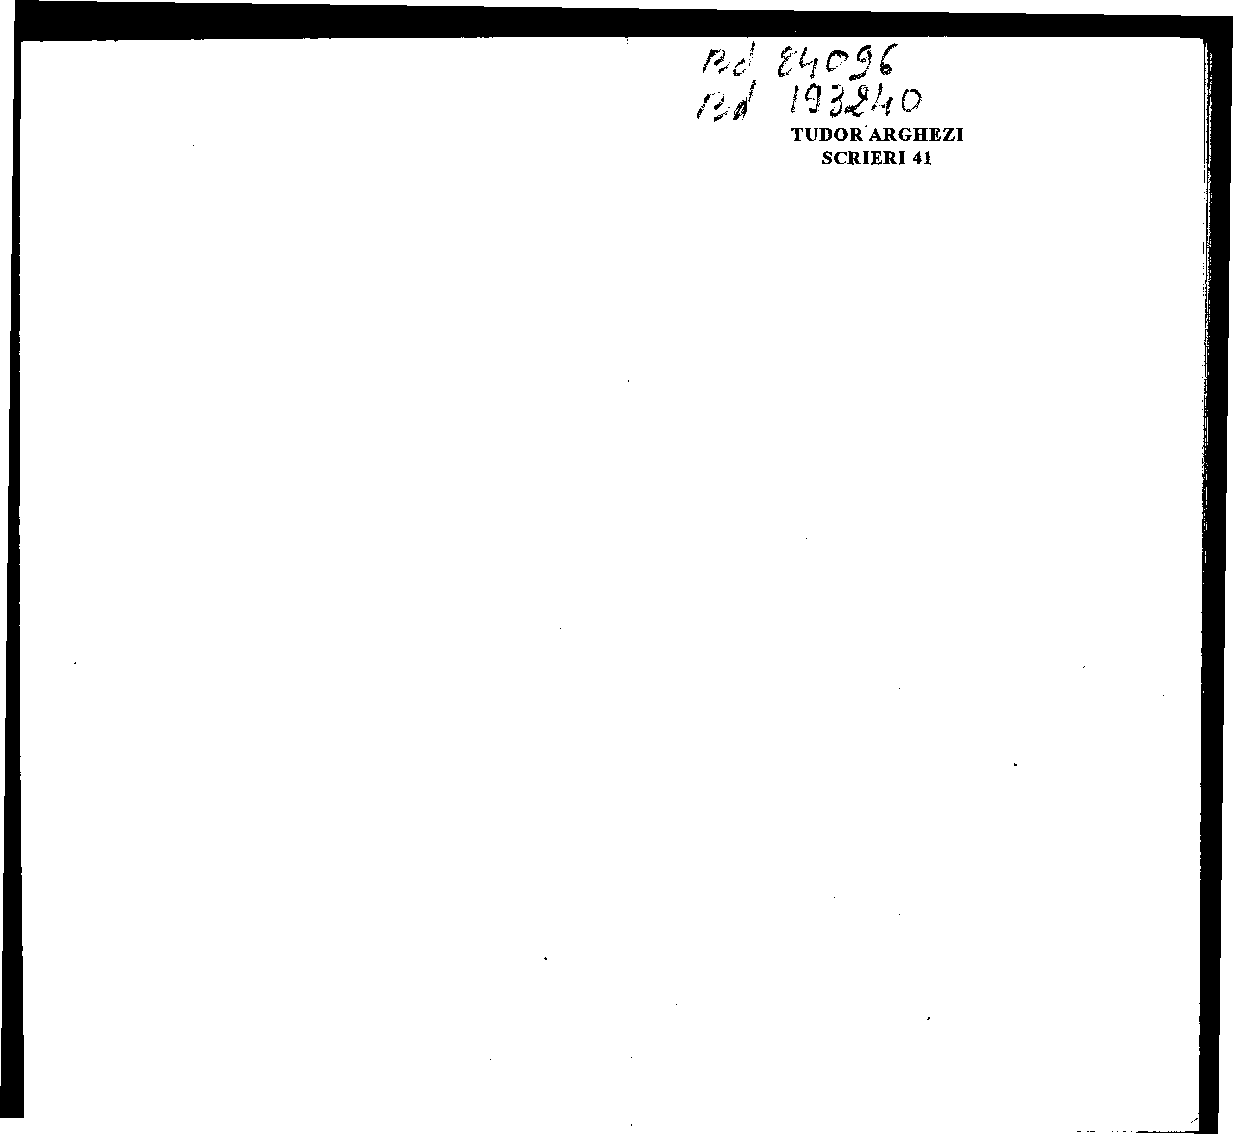 Bd 84096
Bd 193240
TUDOR ARGHEZI
SCRIERI 41